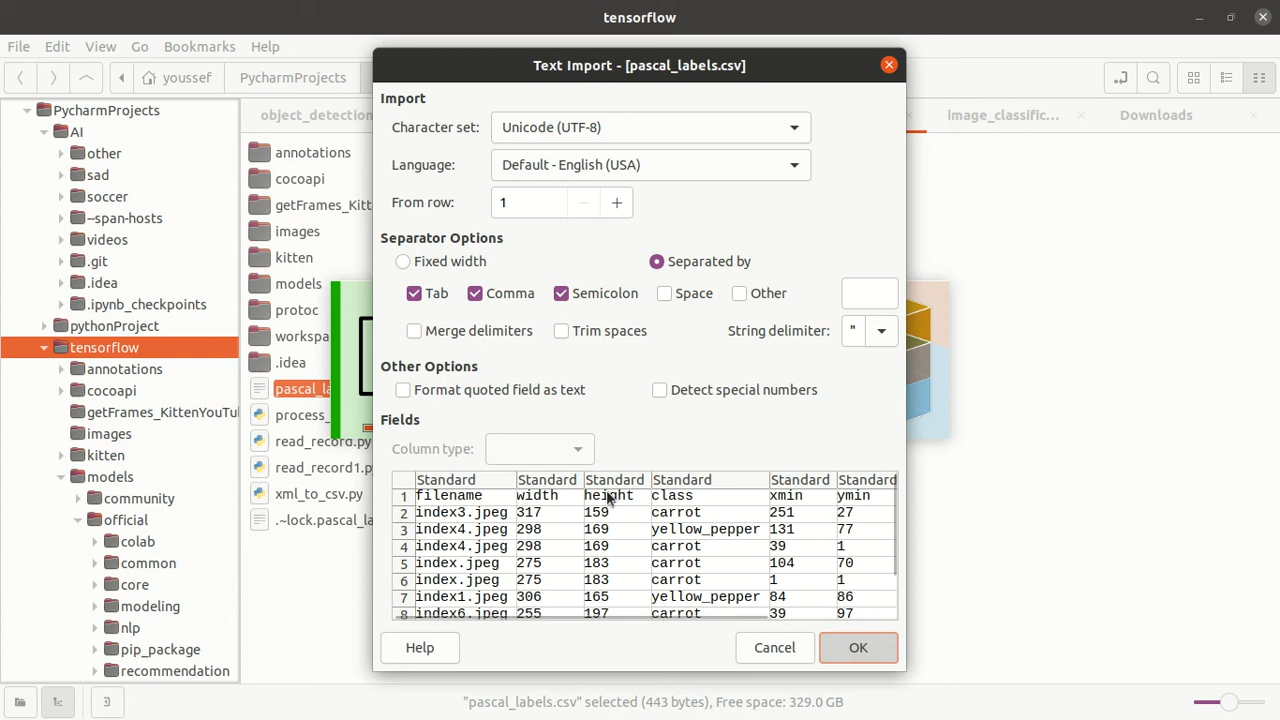 tensorflow
File Edit View Go Bookmarks Help
youssef PycharmProjects
Text Import - [pascal_labels.csv]
PycharmProjects
AI
other
sad
soccer
--span-hosts
videos
.git
.idea
.ipynb_checkpoints
pythonProject
tensorflow
annotations
cocoapi
getFrames_KittenYouTu
images
kitten
models
community
official
colab
common
core
modeling
nlp
pip_package
recommendation
object_detection
image_classific... Downloads
annotations
cocoapi
getFrames_Kitt
images
kitten
models
protoc
workspa
.idea
pascal_la
process_
read_record.py
read_record1.p
xml_to_csv.py
.~lock.pascal_la
Import
Character set: Unicode (UTF-8)
Language: Default - English (USA)
From row: 1
Separator Options
Fixed width Separated by
Tab Comma Semicolon Space Other
Merge delimiters Trim spaces String delimiter: "
Other Options
Format quoted field as text Detect special numbers
Fields
Column type:
Standard Standard Standard Standard Standard Standard
1 filename width height class xmin ymin
2 index3.jpeg 317 159 carrot 251 27
3 index4.jpeg 298 169 yellow_pepper 131 77
4 index4.jpeg 298 169 carrot 39 1
5 index.jpeg 275 183 carrot 104 70
6 index.jpeg 275 183 carrot 1 1
7 index1.jpeg 306 165 yellow_pepper 84 86
8 index6.jpeg 255 197 carrot 39 97
Help Cancel OK
"pascal_labels.csv" selected (443 bytes), Free space: 329.0 GB